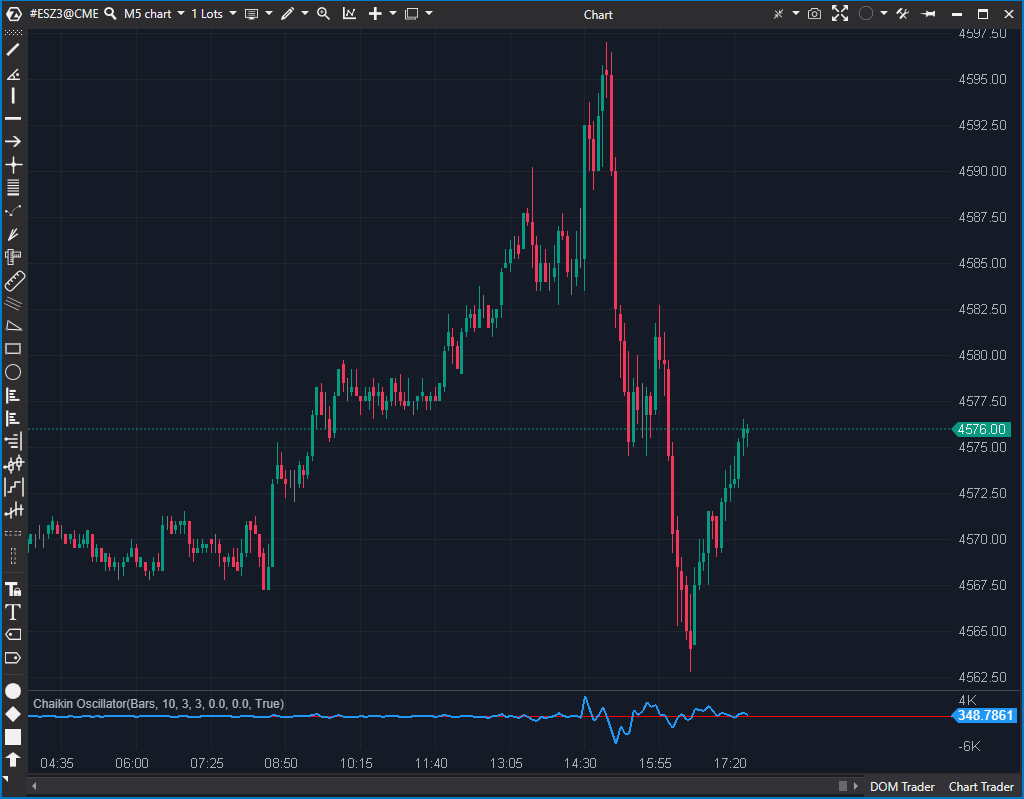 #ESZ3@CME M5 chart 1 Lots Chart
4597.50
4595.00
4592.50
4590.00
4587.50
4585.00
4582.50
4580.00
4577.50
4576.00
4575.00
4572.50
4570.00
4567.50
4565.00
4562.50
Chaikin Oscillator(Bars, 10, 3, 3, 0.0, 0.0, True)
4K
348.7861
-6K
04:35 06:00 07:25 08:50 10:15 11:40 13:05 14:30 15:55 17:20
DOM Trader Chart Trader